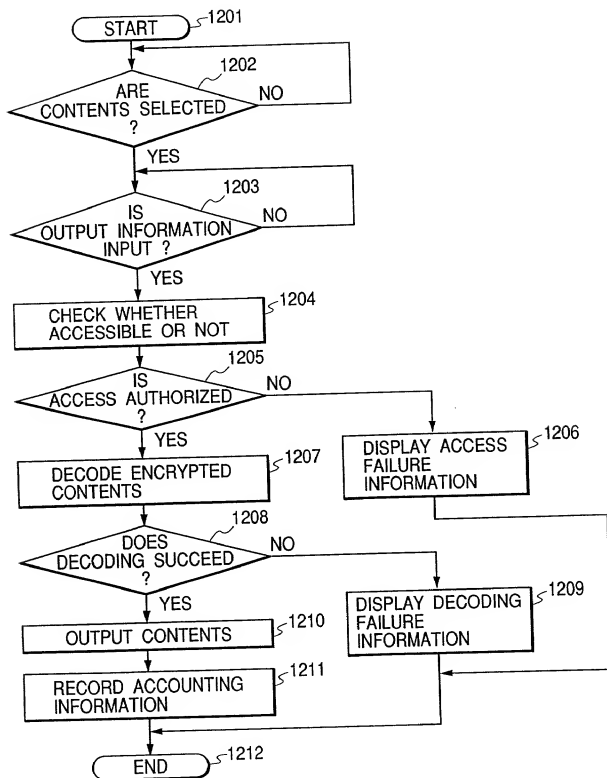 START
1201
1202
ARE
CONTENTS SELECTED
?
NO
YES
1203
IS
OUTPUT INFORMATION
INPUT ?
NO
YES
1204
CHECK WHETHER
ACCESSIBLE OR NOT
1205
IS
ACCESS AUTHORIZED
?
NO
YES
1206
DISPLAY ACCESS
FAILURE
INFORMATION
1207
DECODE ENCRYPTED
CONTENTS
1208
DOES
DECODING SUCCEED
?
NO
YES
1209
DISPLAY DECODING
FAILURE
INFORMATION
OUTPUT CONTENTS
1210
1211
RECORD ACCOUNTING
INFORMATION
END
1212